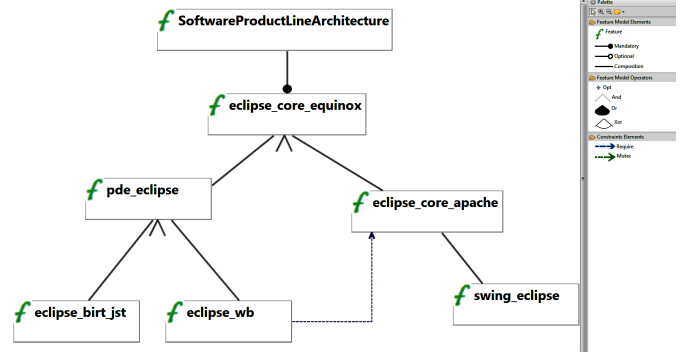 SoftwareProductLineArchitecture
eclipse_core_equinox
pde_eclipse
eclipse_core_apache
eclipse_birt_jst
eclipse_wb
swing_eclipse
Palette
Feature Model Elements
Feature
Mandatory
Optional
Composition
Feature Model Operators
Opt
And
Or
Xor
Constraints Elements
Require
Mutex